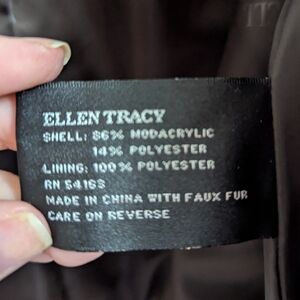 ELLEN TRACY
SHELL: 86% MODACRYLIC
14% POLYESTER
LINING: 100% POLYESTER
RN 54163
MADE IN CHINA WITH FAUX FUR
CARE ON REVERSE